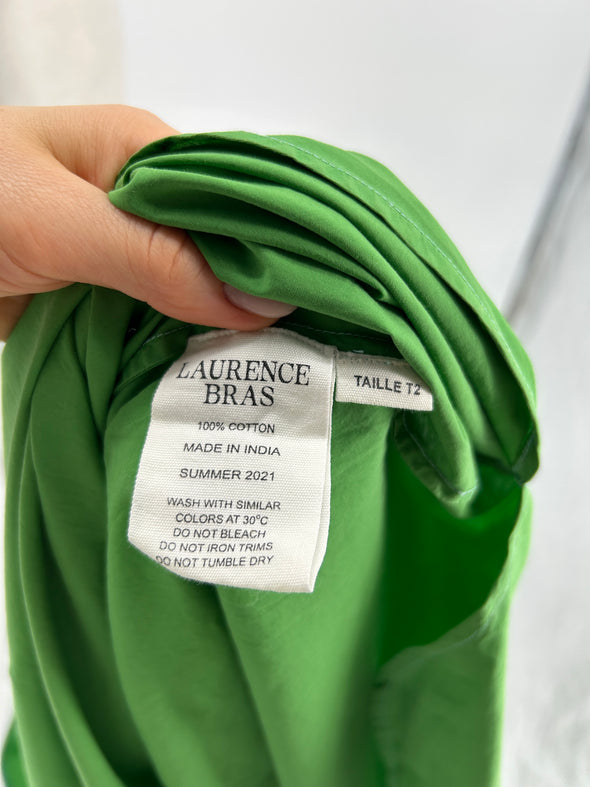 LAURENCE
BRAS
100% COTTON
MADE IN INDIA
SUMMER 2021
WASH WITH SIMILAR
COLORS AT 30°C
DO NOT BLEACH
DO NOT IRON TRIMS
DO NOT TUMBLE DRY
TAILLE T2